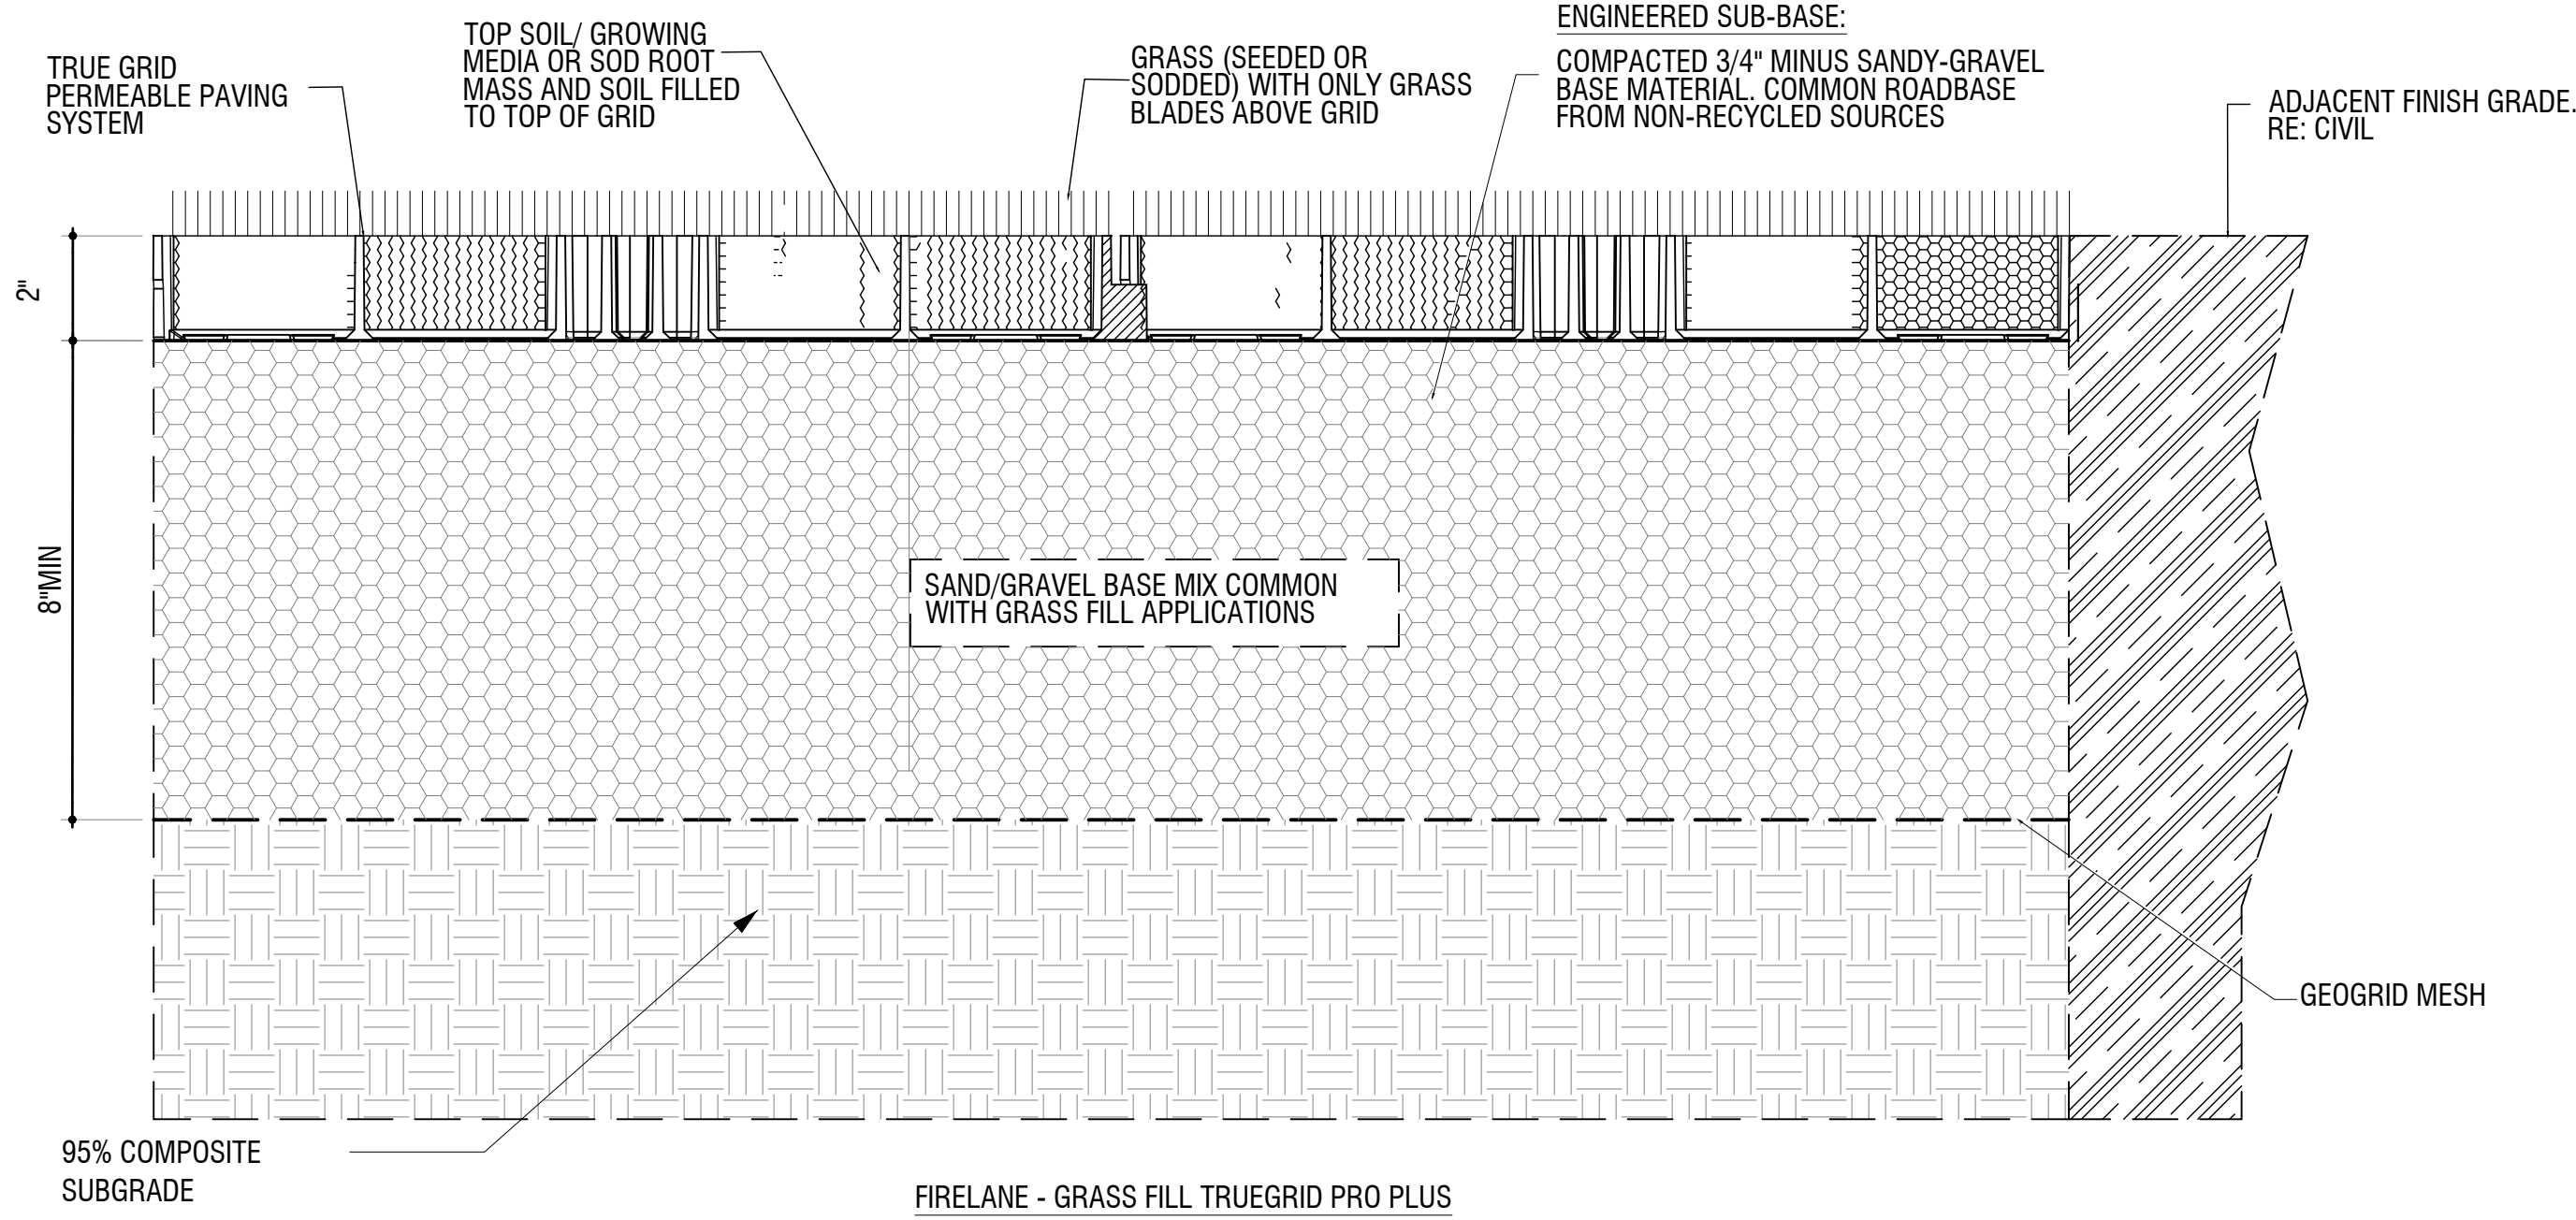 TRUE GRID
PERMEABLE PAVING
SYSTEM
TOP SOIL/ GROWING
MEDIA OR SOD ROOT
MASS AND SOIL FILLED
TO TOP OF GRID
GRASS (SEEDED OR
SODDED) WITH ONLY GRASS
BLADES ABOVE GRID
ENGINEERED SUB-BASE:
COMPACTED 3/4" MINUS SANDY-GRAVEL
BASE MATERIAL. COMMON ROADBASE
FROM NON-RECYCLED SOURCES
ADJACENT FINISH GRADE.
RE: CIVIL
2"
8"MIN
SAND/GRAVEL BASE MIX COMMON
WITH GRASS FILL APPLICATIONS
GEOGRID MESH
95% COMPOSITE
SUBGRADE
FIRELANE - GRASS FILL TRUEGRID PRO PLUS